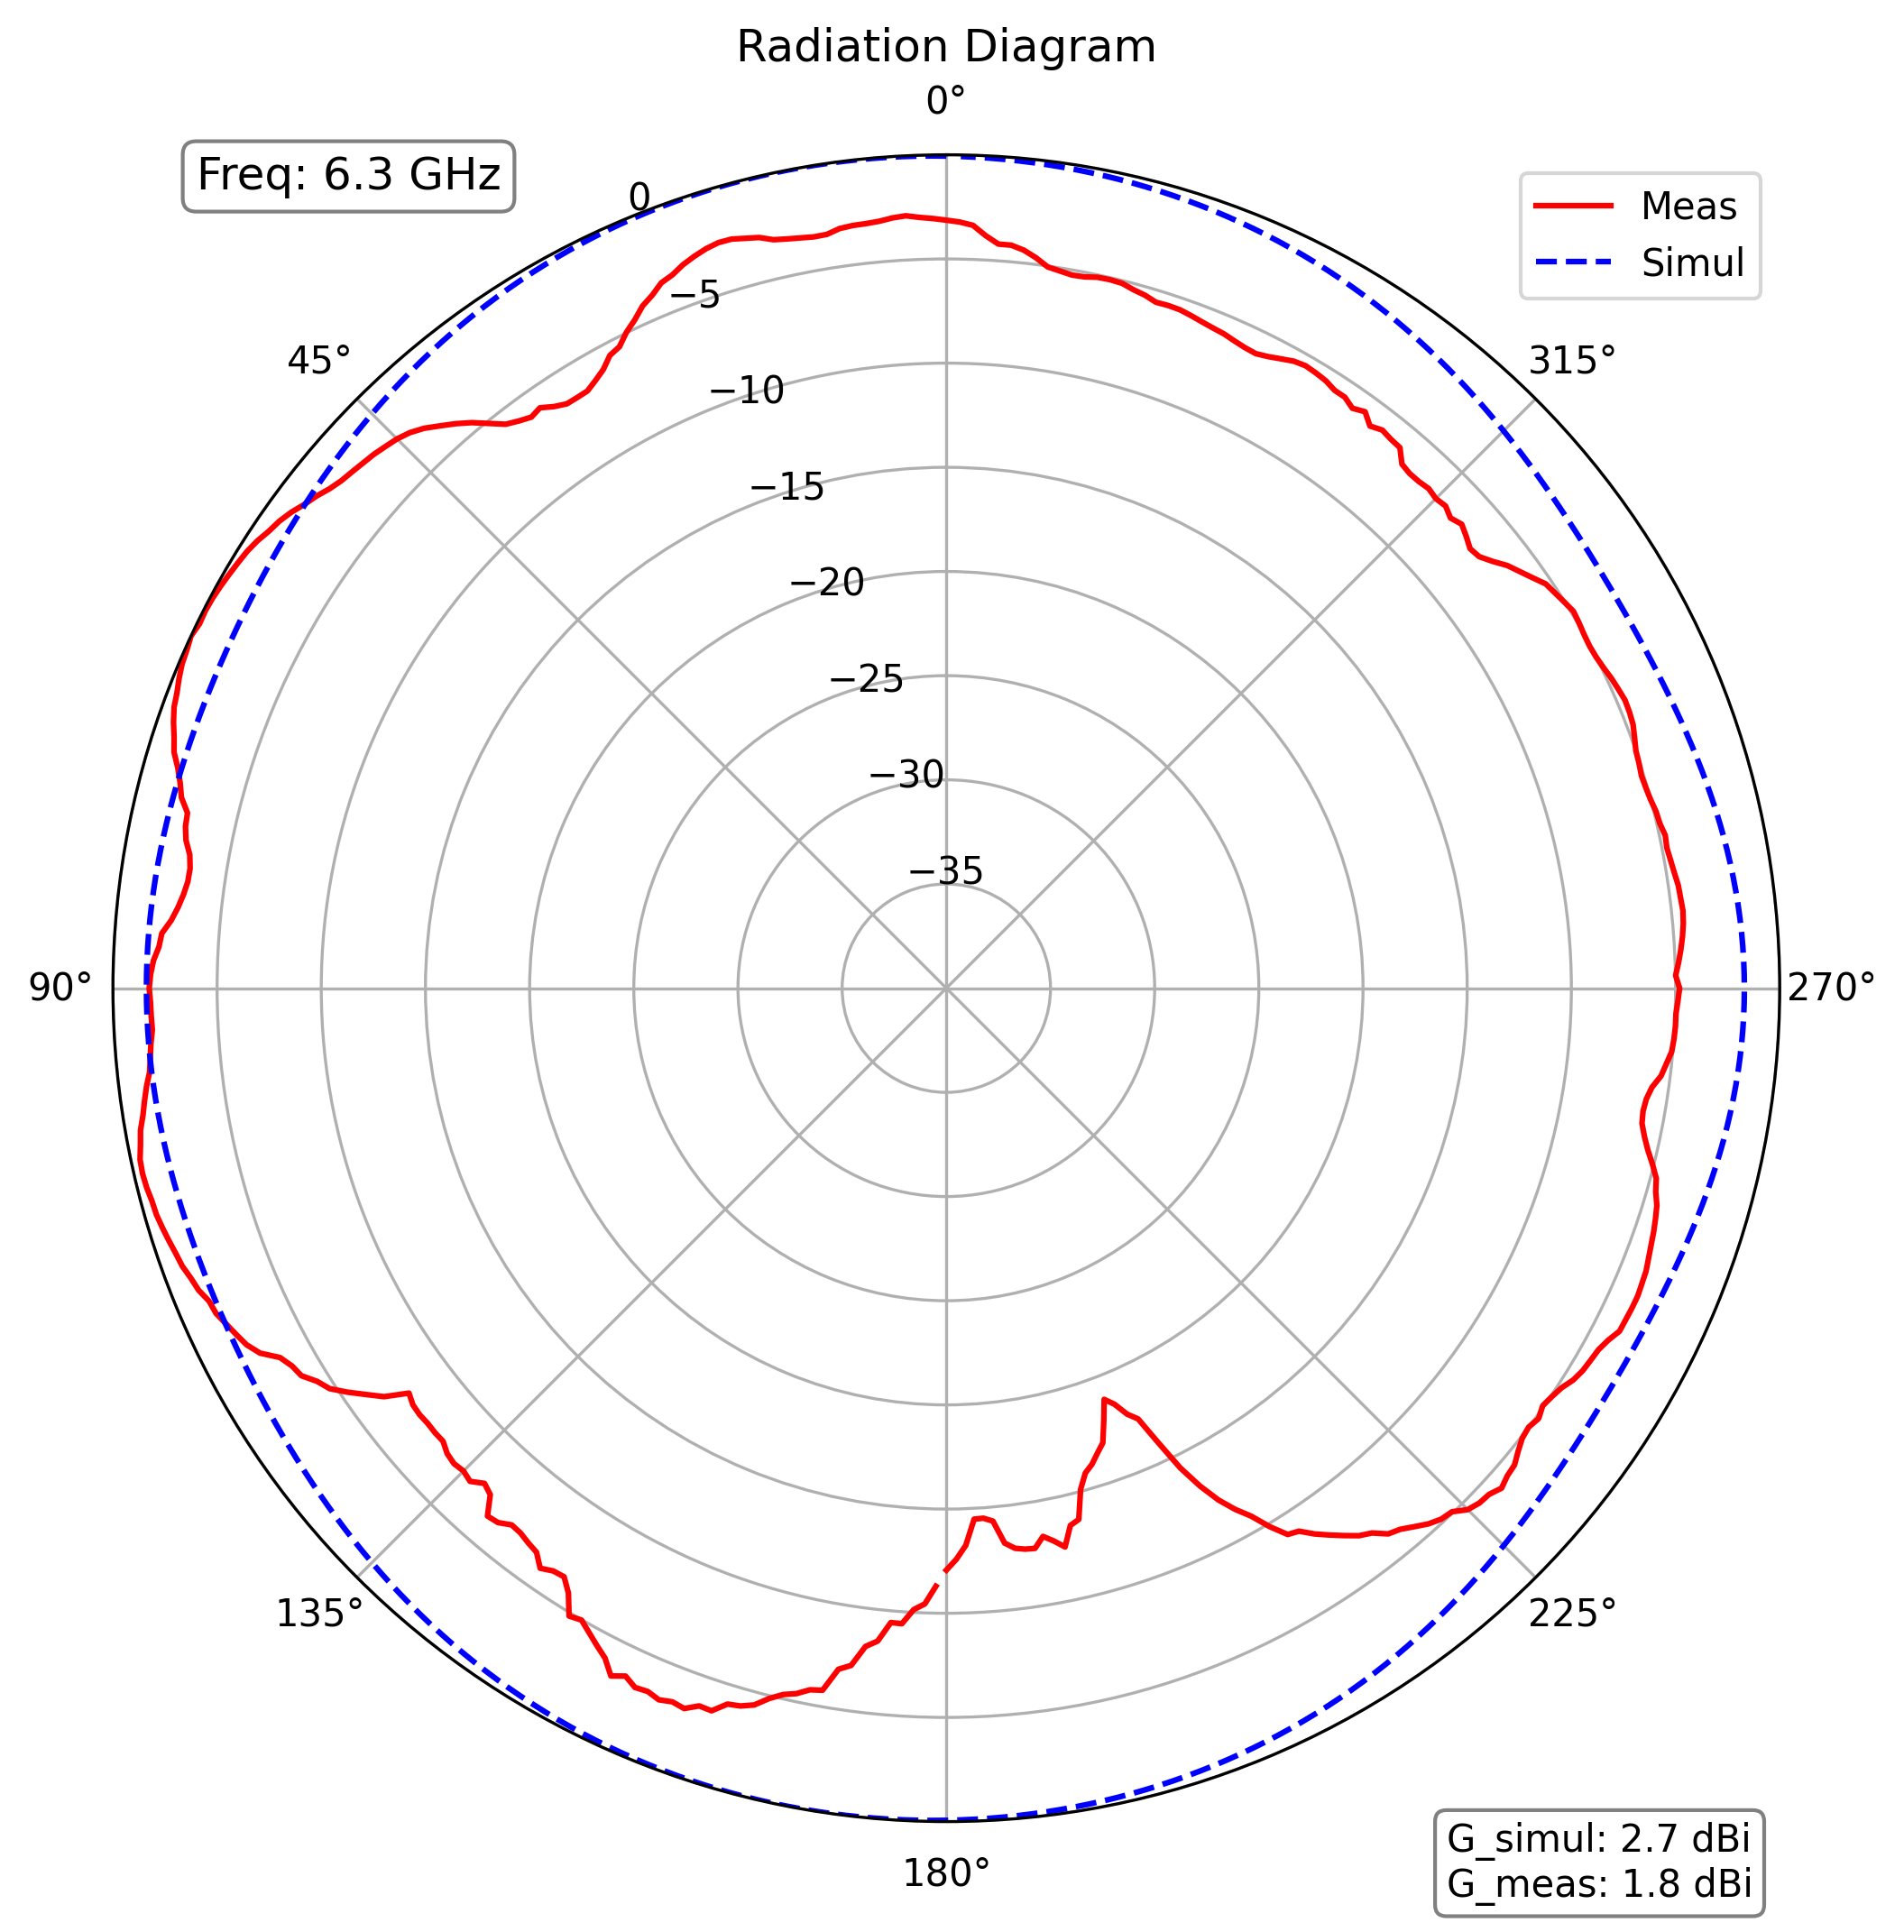 Radiation Diagram
0°
Freq: 6.3 GHz
Meas
Simul
0
−5
45°
315°
−10
−15
−20
−25
−30
−35
90°
270°
135°
225°
180°
G_simul: 2.7 dBi
G_meas: 1.8 dBi